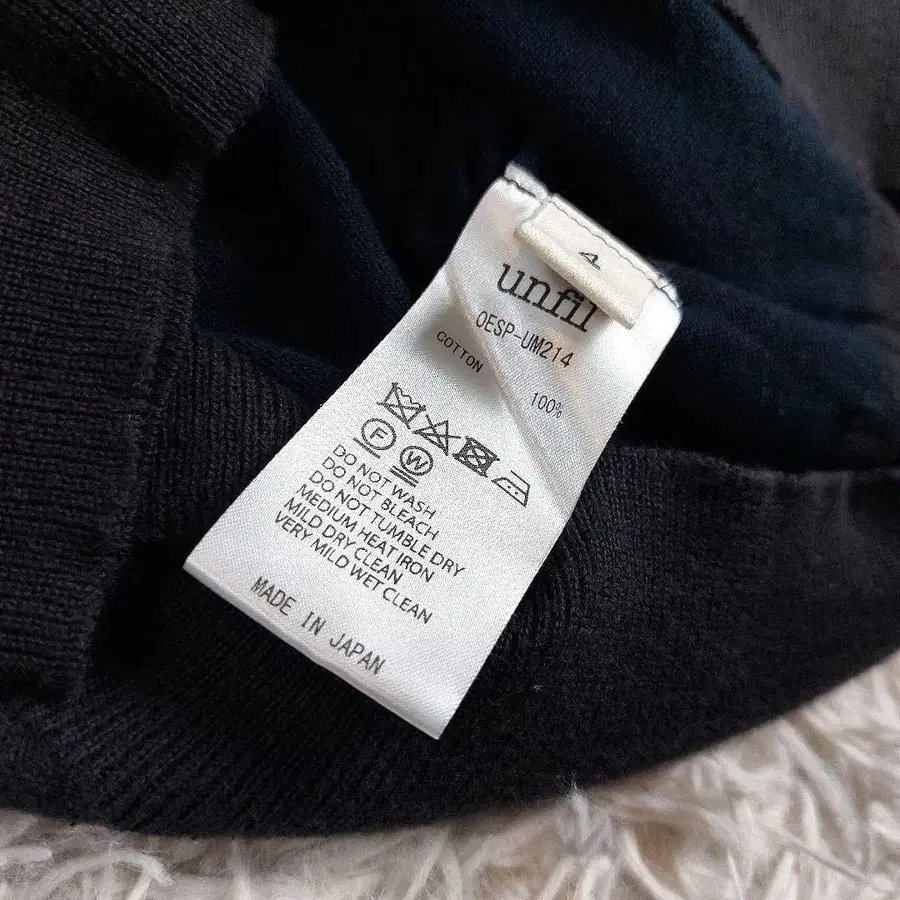 4
unfil
OESP-UM214
COTTON 100%
F
W
DO NOT WASH
DO NOT BLEACH
DO NOT TUMBLE DRY
MEDIUM HEAT IRON
MILD DRY CLEAN
VERY MILD WET CLEAN
MADE IN JAPAN